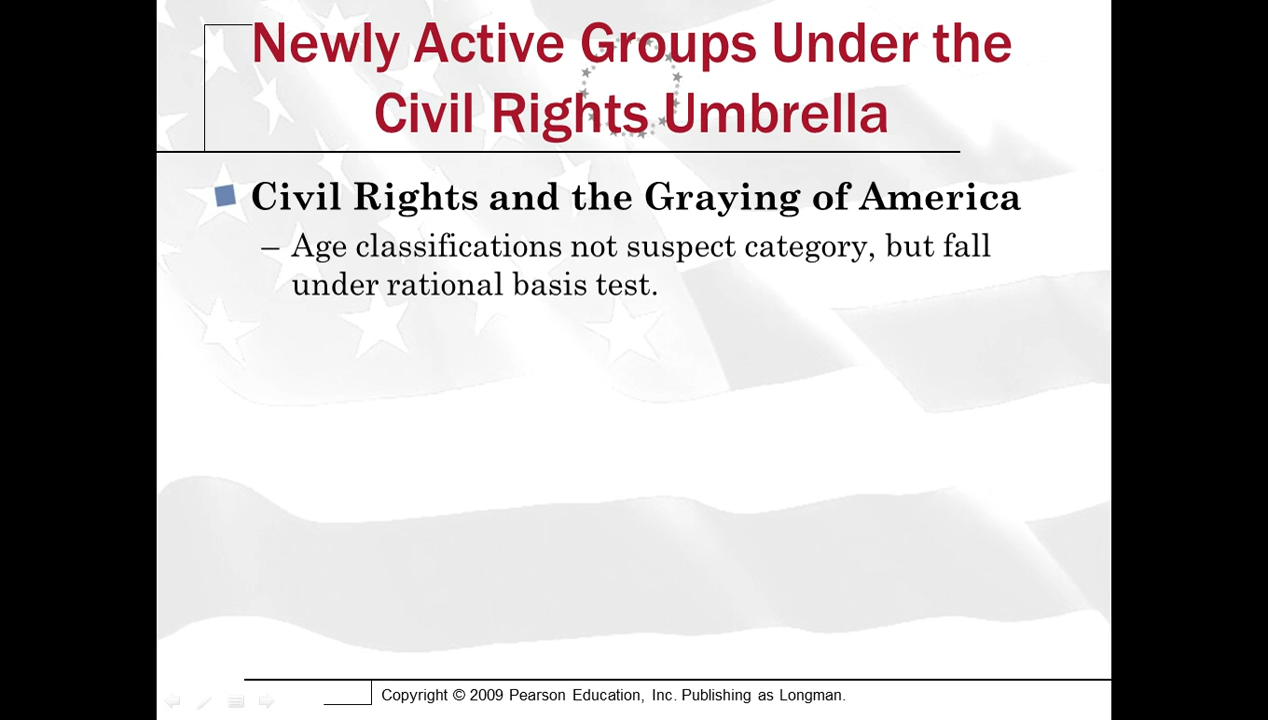 Newly Active Groups Under the
Civil Rights Umbrella
Civil Rights and the Graying of America
– Age classifications not suspect category, but fall
under rational basis test.
Copyright © 2009 Pearson Education, Inc. Publishing as Longman.